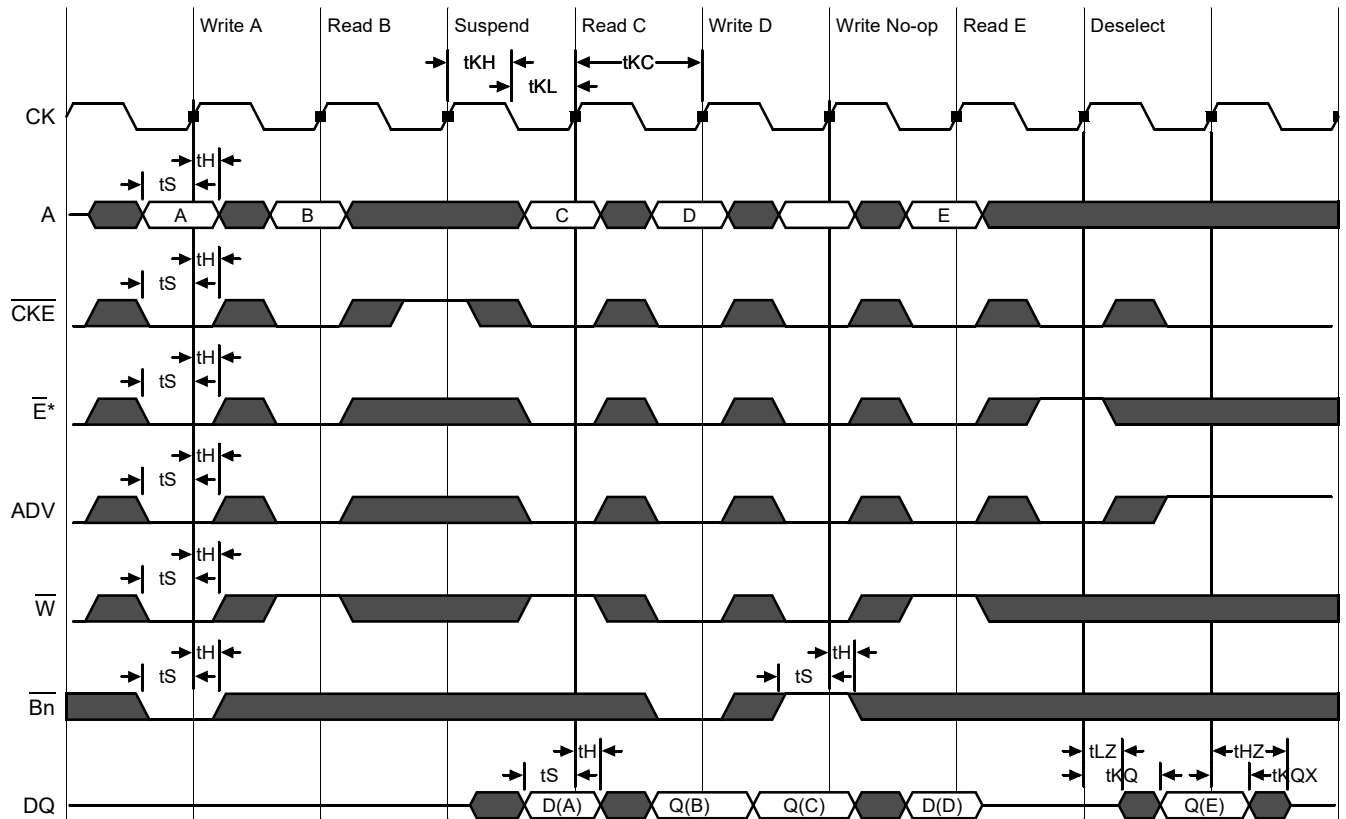 Write A Read B Suspend Read C Write D Write No-op Read E Deselect
tKH tKC
tKL
CK
tH
tS
A A B C D E
tH
tS
CKE
tH
tS
E*
tH
tS
ADV
tH
tS
W
tH tH
tS tS
Bn
tH tLZ tHZ
tS tKQ tKQX
DQ D(A) Q(B) Q(C) D(D) Q(E)